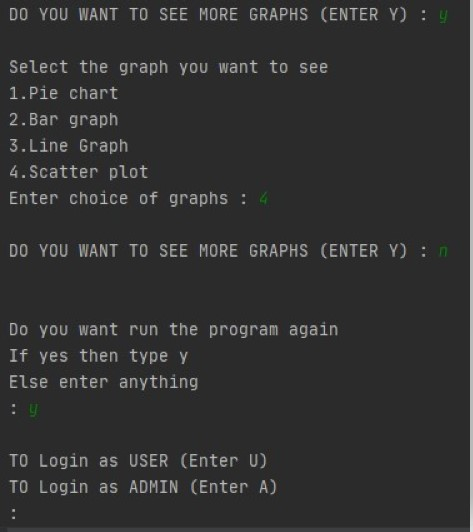 DO YOU WANT TO SEE MORE GRAPHS (ENTER Y) : y
Select the graph you want to see
1.Pie chart
2.Bar graph
3.Line Graph
4.Scatter plot
Enter choice of graphs : 4
DO YOU WANT TO SEE MORE GRAPHS (ENTER Y) : n
Do you want run the program again
If yes then type y
Else enter anything
: y
TO Login as USER (Enter U)
TO Login as ADMIN (Enter A)
: